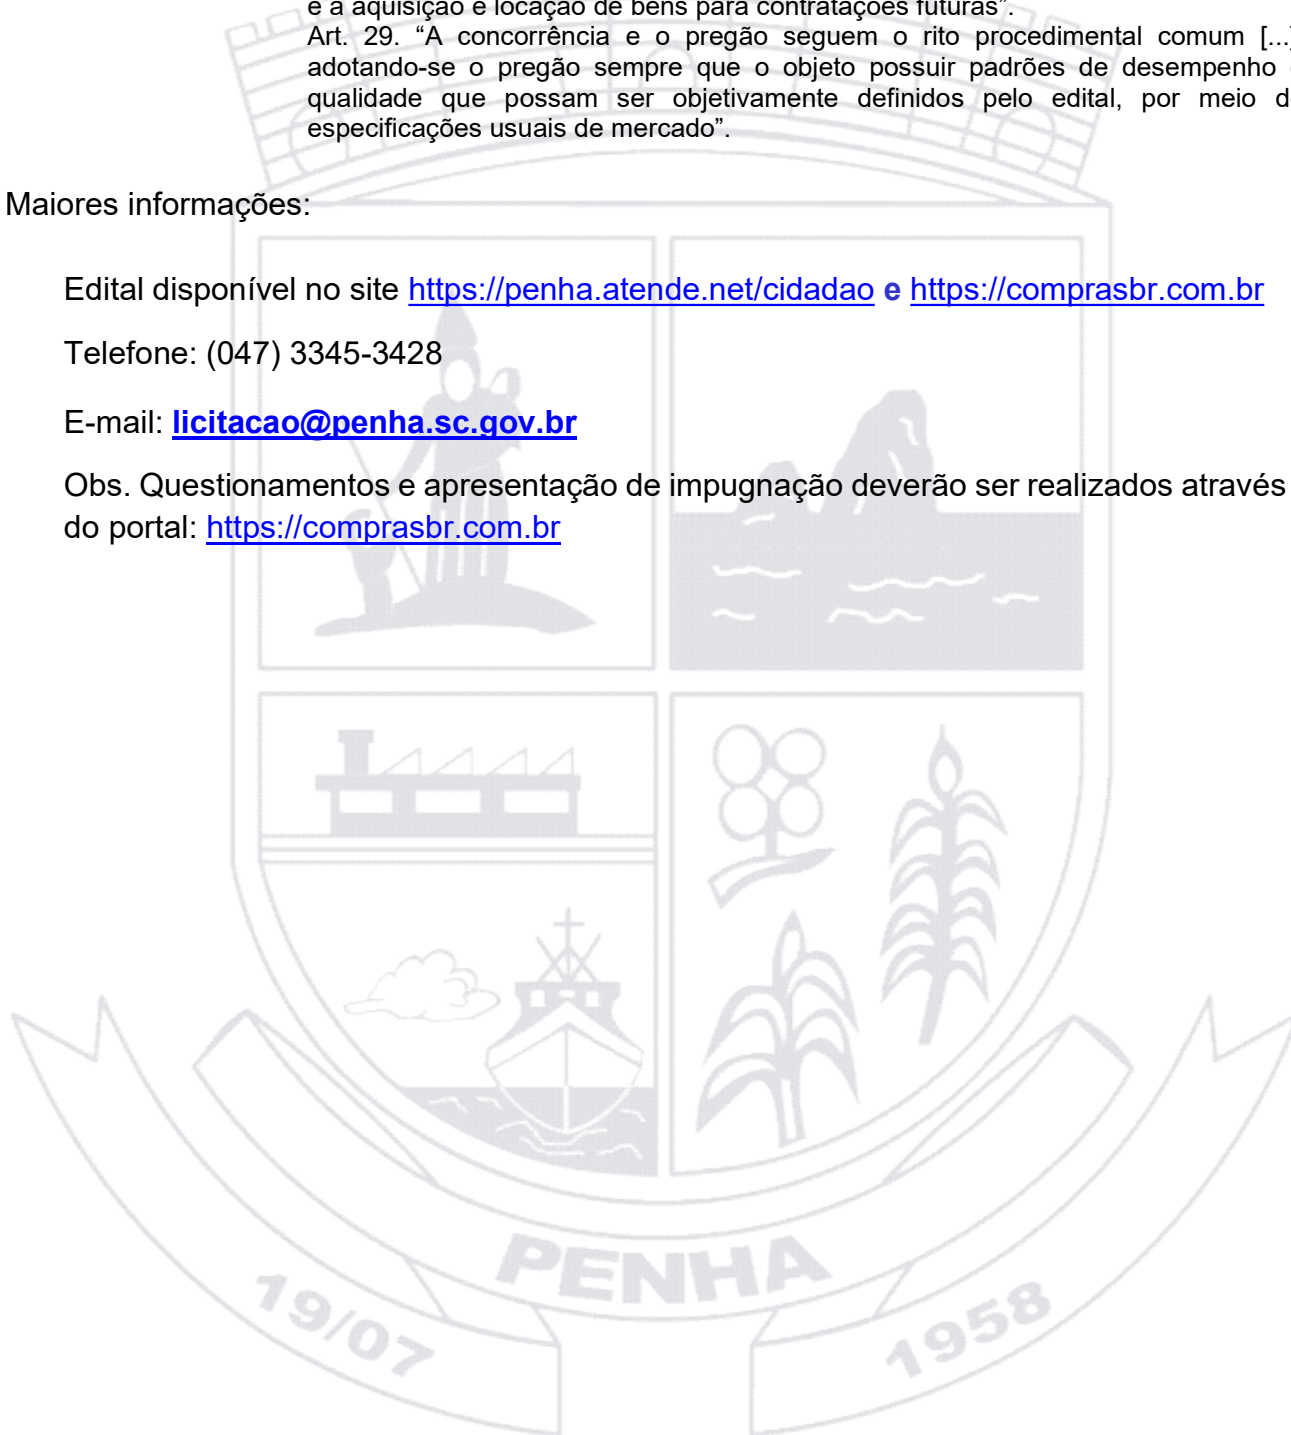 e a aquisição e locação de bens para contratações futuras”.
Art. 29. “A concorrência e o pregão seguem o rito procedimental comum [...]
adotando-se o pregão sempre que o objeto possuir padrões de desempenho e
qualidade que possam ser objetivamente definidos pelo edital, por meio de
especificações usuais de mercado”.
Maiores informações:
Edital disponível no site https://penha.atende.net/cidadao e https://comprasbr.com.br
Telefone: (047) 3345-3428
E-mail: licitacao@penha.sc.gov.br
Obs. Questionamentos e apresentação de impugnação deverão ser realizados através
do portal: https://comprasbr.com.br
PENHA
19/07
1958